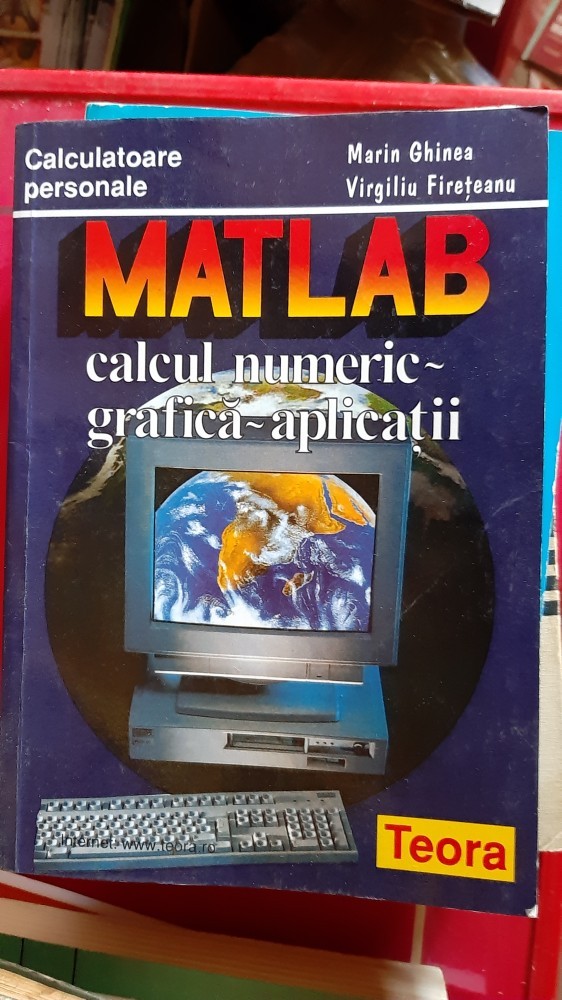 Calculatoare
personale
Marin Ghinea
Virgiliu Firețeanu
MATLAB
calcul numeric~
grafică~aplicații
Internet: www.teora.ro
Teora